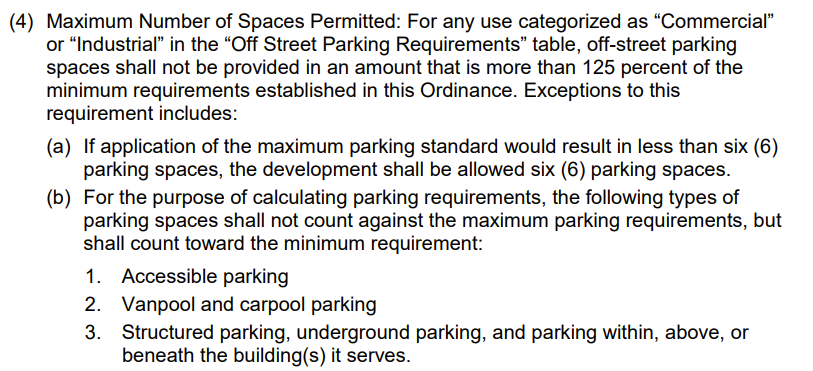 (4) Maximum Number of Spaces Permitted: For any use categorized as “Commercial”
or “Industrial” in the “Off Street Parking Requirements” table, off-street parking
spaces shall not be provided in an amount that is more than 125 percent of the
minimum requirements established in this Ordinance. Exceptions to this
requirement includes:
(a) If application of the maximum parking standard would result in less than six (6)
parking spaces, the development shall be allowed six (6) parking spaces.
(b) For the purpose of calculating parking requirements, the following types of
parking spaces shall not count against the maximum parking requirements, but
shall count toward the minimum requirement:
1. Accessible parking
2. Vanpool and carpool parking
3. Structured parking, underground parking, and parking within, above, or
beneath the building(s) it serves.